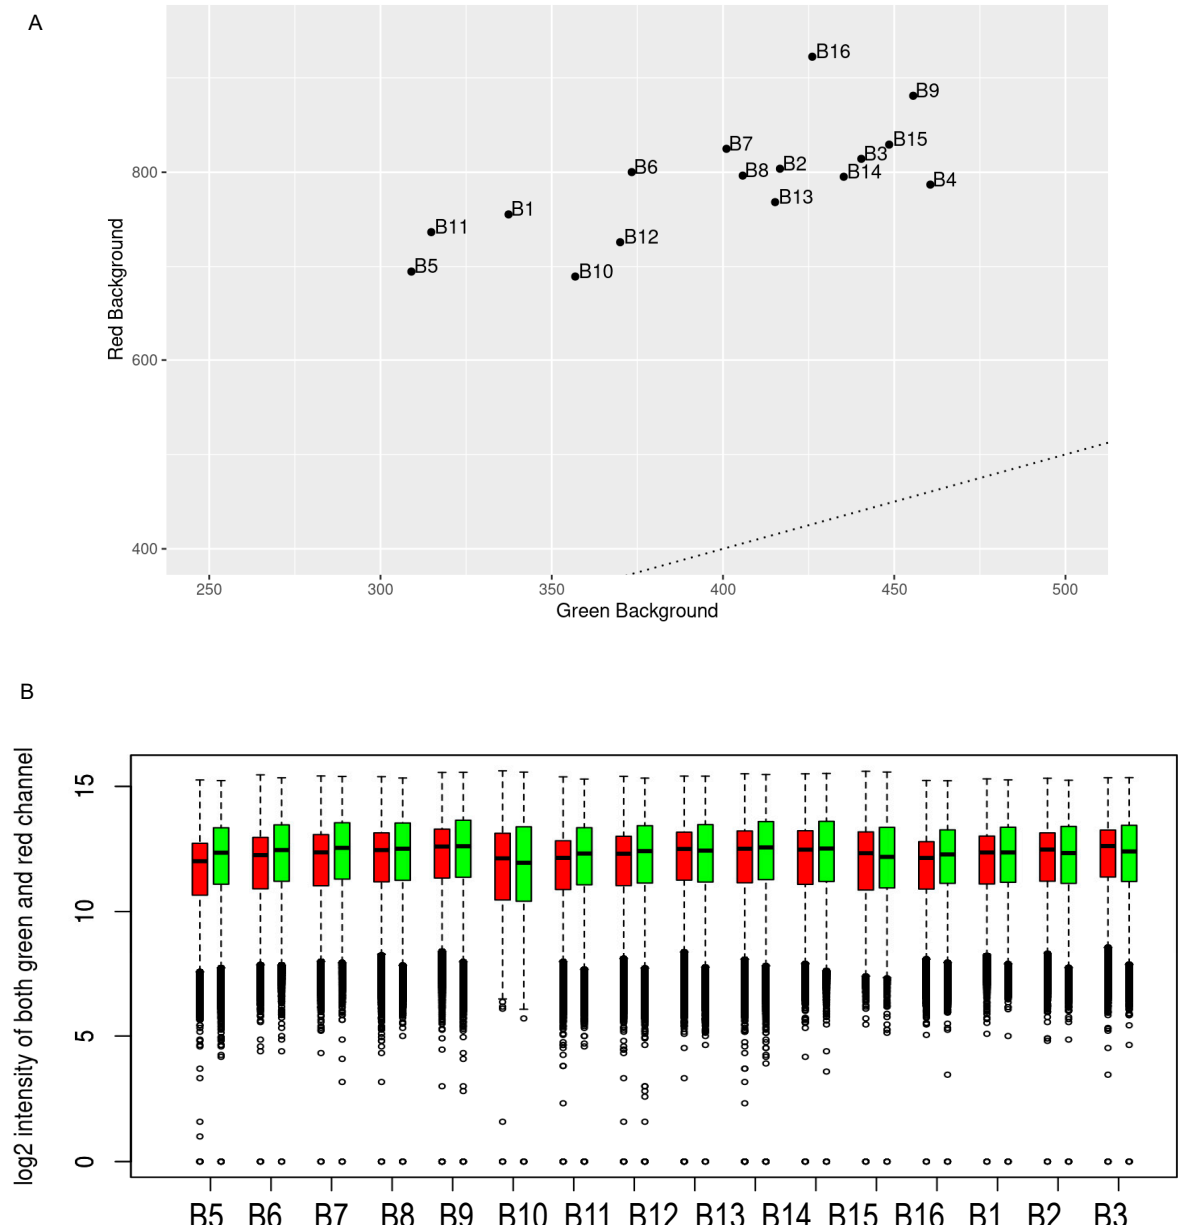 A
B16
B9
B7
B15
B3
B6
B8
B2
B14
B4
B13
B1
B11
B12
B5
B10
800
600
400
Red Background
250
300
350
400
450
500
Green Background
B
log2 intensity of both green and red channel
15
10
5
0
B5 B6 B7 B8 B9 B10 B11 B12 B13 B14 B15 B16 B1 B2 B3